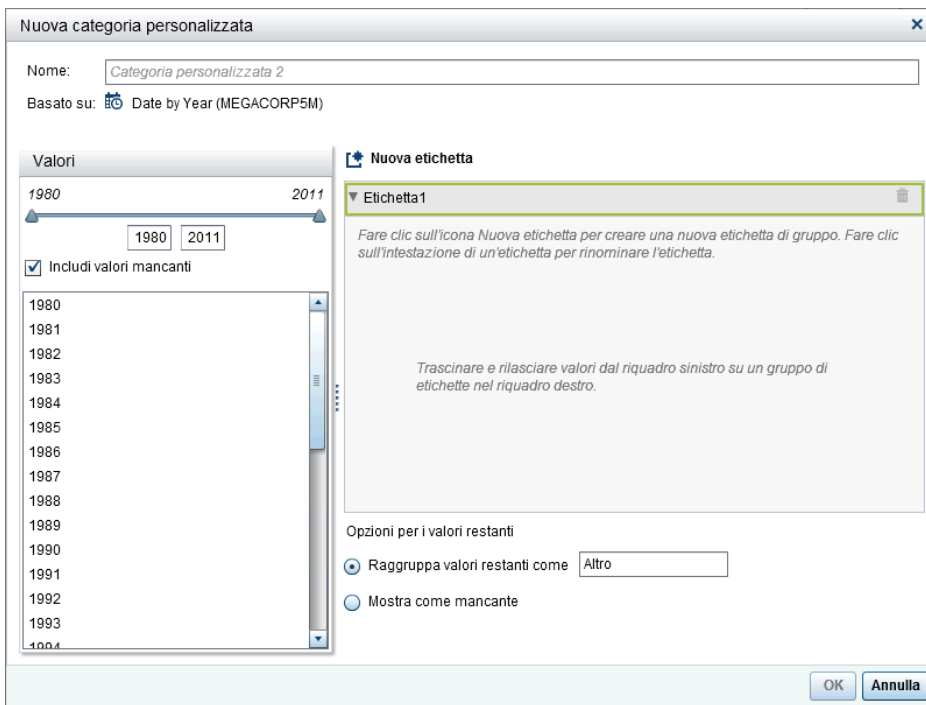 Nuova categoria personalizzata
Nome: Categoria personalizzata 2
Basato su: Date by Year (MEGACORP5M)
Valori
1980 2011
1980 2011
Includi valori mancanti
1980
1981
1982
1983
1984
1985
1986
1987
1988
1989
1990
1991
1992
1993
1994
Nuova etichetta
Etichetta1
Fare clic sull'icona Nuova etichetta per creare una nuova etichetta di gruppo. Fare clic
sull'intestazione di un'etichetta per rinominare l'etichetta.
Trascinare e rilasciare valori dal riquadro sinistro su un gruppo di
etichette nel riquadro destro.
Opzioni per i valori restanti
Raggruppa valori restanti come Altro
Mostra come mancante
OK Annulla